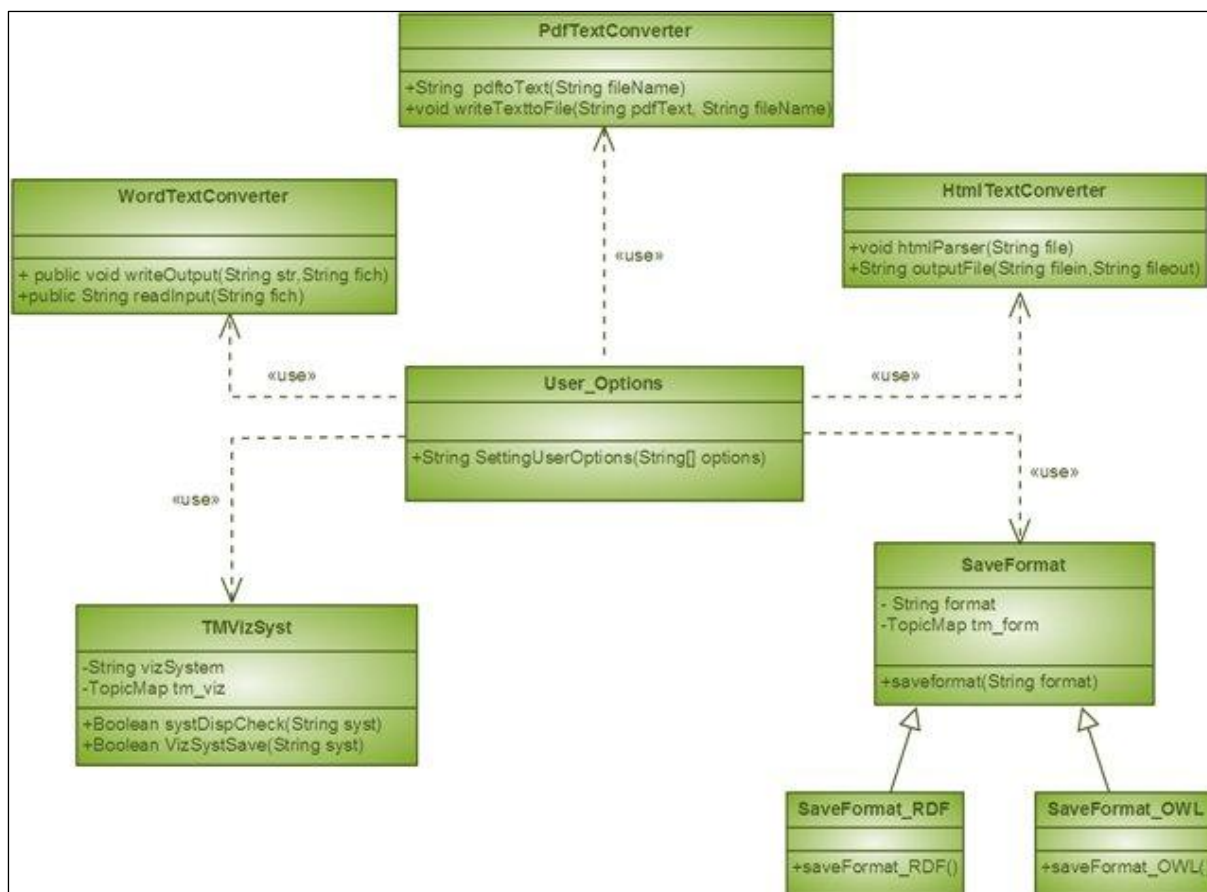 PdfTextConverter
+String pdftoText(String fileName)
+void writeTexttoFile(String pdfText, String fileName)
WordTextConverter
+ public void writeOutput(String str,String fich)
+public String readInput(String fich)
HtmlTextConverter
+void htmlParser(String file)
+String outputFile(String filein,String fileout)
«use»
«use»
«use»
User_Options
+String SettingUserOptions(String[] options)
«use»
«use»
TMVizSyst
-String vizSystem
-TopicMap tm_viz
+Boolean systDispCheck(String syst)
+Boolean VizSystSave(String syst)
SaveFormat
- String format
-TopicMap tm_form
+saveformat(String format)
SaveFormat_RDF
+saveFormat_RDF()
SaveFormat_OWL
+saveFormat_OWL(